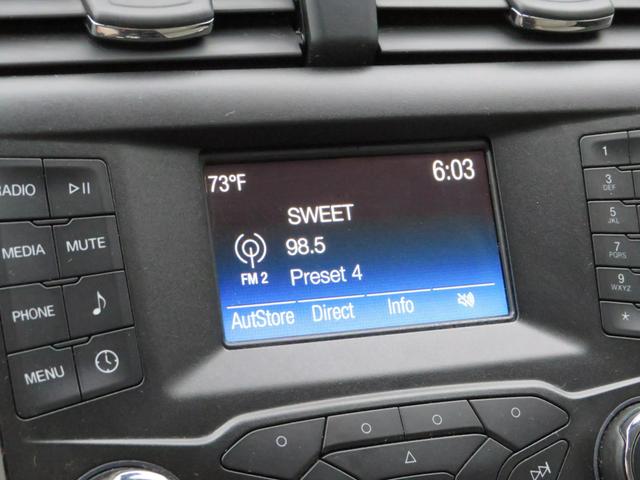 73°F 6:03
SWEET
98.5
FM 2 Preset 4
AutStore Direct Info
RADIO
MEDIA MUTE
PHONE
MENU
1
3 DEF
5 JKL
7 PQRS
9 WXYZ
*